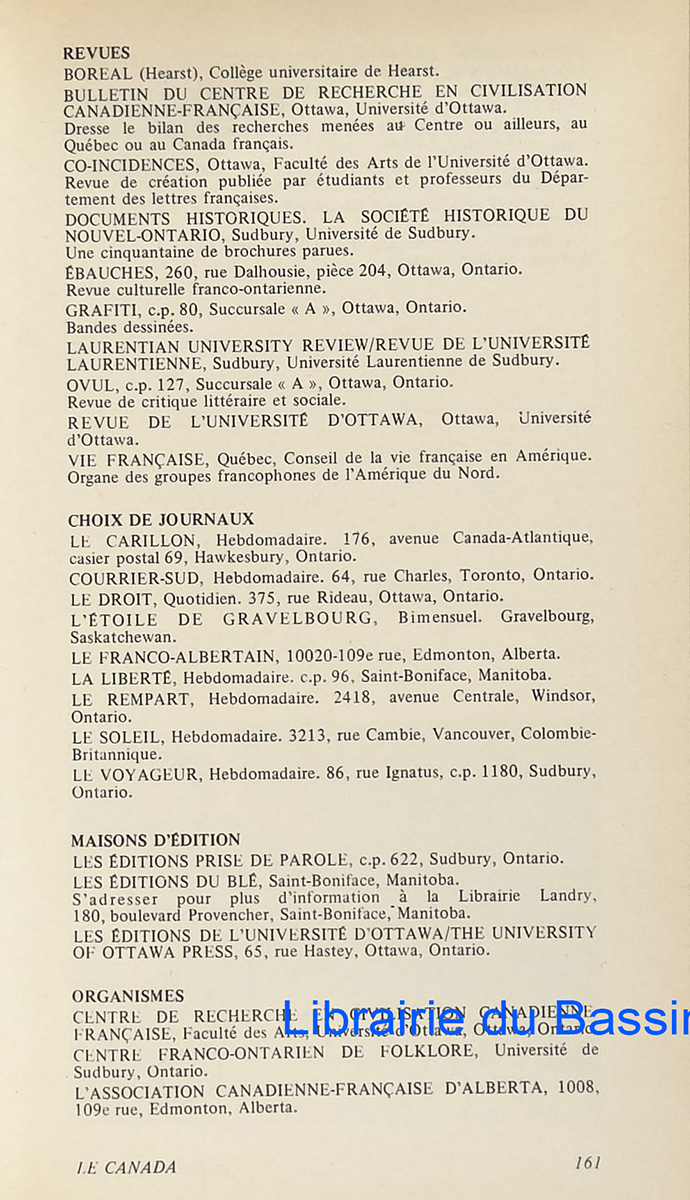 REVUES
BOREAL (Hearst), Collège universitaire de Hearst.
BULLETIN DU CENTRE DE RECHERCHE EN CIVILISATION
CANADIENNE-FRANÇAISE, Ottawa, Université d'Ottawa.
Dresse le bilan des recherches menées au Centre ou ailleurs, au
Québec ou au Canada français.
CO-INCIDENCES, Ottawa, Faculté des Arts de l'Université d'Ottawa.
Revue de création publiée par étudiants et professeurs du Dépar-
tement des lettres françaises.
DOCUMENTS HISTORIQUES. LA SOCIÉTÉ HISTORIQUE DU
NOUVEL-ONTARIO, Sudbury, Université de Sudbury.
Une cinquantaine de brochures parues.
ÉBAUCHES, 260, rue Dalhousie, pièce 204, Ottawa, Ontario.
Revue culturelle franco-ontarienne.
GRAFITI, c.p. 80, Succursale « A », Ottawa, Ontario.
Bandes dessinées.
LAURENTIAN UNIVERSITY REVIEW/REVUE DE L'UNIVERSITÉ
LAURENTIENNE, Sudbury, Université Laurentienne de Sudbury.
OVUL, c.p. 127, Succursale « A », Ottawa, Ontario.
Revue de critique littéraire et sociale.
REVUE DE L'UNIVERSITÉ D'OTTAWA, Ottawa, Université
d'Ottawa.
VIE FRANÇAISE, Québec, Conseil de la vie française en Amérique.
Organe des groupes francophones de l'Amérique du Nord.
CHOIX DE JOURNAUX
LE CARILLON, Hebdomadaire. 176, avenue Canada-Atlantique,
casier postal 69, Hawkesbury, Ontario.
COURRIER-SUD, Hebdomadaire. 64, rue Charles, Toronto, Ontario.
LE DROIT, Quotidien. 375, rue Rideau, Ottawa, Ontario.
L'ÉTOILE DE GRAVELBOURG, Bimensuel. Gravelbourg,
Saskatchewan.
LE FRANCO-ALBERTAIN, 10020-109e rue, Edmonton, Alberta.
LA LIBERTÉ, Hebdomadaire. c.p. 96, Saint-Boniface, Manitoba.
LE REMPART, Hebdomadaire. 2418, avenue Centrale, Windsor,
Ontario.
LE SOLEIL, Hebdomadaire. 3213, rue Cambie, Vancouver, Colombie-
Britannique.
LE VOYAGEUR, Hebdomadaire. 86, rue Ignatus, c.p. 1180, Sudbury,
Ontario.
MAISONS D'ÉDITION
LES ÉDITIONS PRISE DE PAROLE, c.p. 622, Sudbury, Ontario.
LES ÉDITIONS DU BLÉ, Saint-Boniface, Manitoba.
S'adresser pour plus d'information à la Librairie Landry,
180, boulevard Provencher, Saint-Boniface, Manitoba.
LES ÉDITIONS DE L'UNIVERSITÉ D'OTTAWA/THE UNIVERSITY
OF OTTAWA PRESS, 65, rue Hastey, Ottawa, Ontario.
ORGANISMES
CENTRE DE RECHERCHE EN CIVILISATION CANADIENNE-
FRANÇAISE, Faculté des Arts, Université d'Ottawa, Ottawa, Ontario.
Librairie du Bassin
CENTRE FRANCO-ONTARIEN DE FOLKLORE, Université de
Sudbury, Ontario.
L'ASSOCIATION CANADIENNE-FRANÇAISE D'ALBERTA, 1008,
109e rue, Edmonton, Alberta.
LE CANADA 161